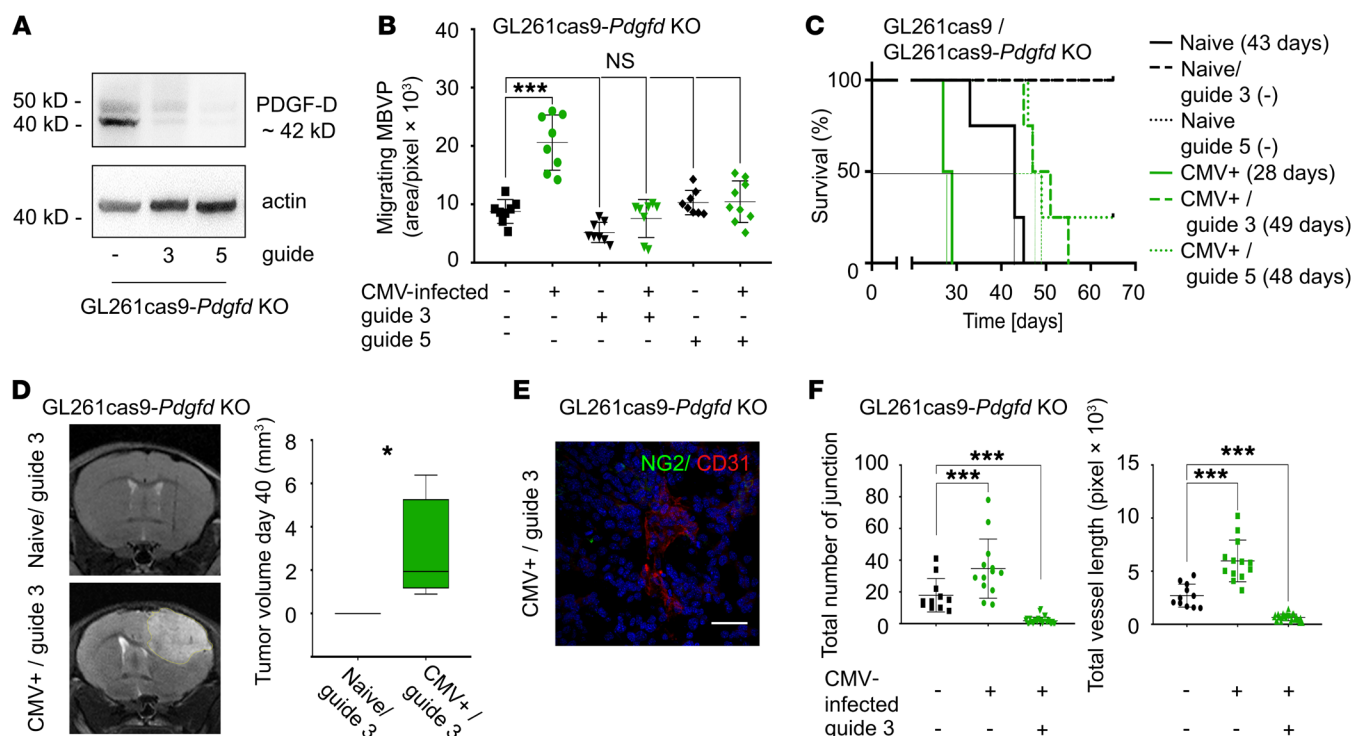 A
50 kD -
40 kD -
PDGF-D
~ 42 kD
40 kD -
actin
- 3 5 guide
GL261cas9-Pdgfd KO
B
GL261cas9-Pdgfd KO
Migrating MBVP
(area/pixel × 10³)
40
30
20
10
0
***
NS
CMV-infected - + - + - +
guide 3 - - + + - -
guide 5 - - - - + +
C
GL261cas9 /
GL261cas9-Pdgfd KO
Survival (%)
100
50
0
0 30 40 50 60 70
Time [days]
Naive (43 days)
Naive/
guide 3 (-)
Naive
guide 5 (-)
CMV+ (28 days)
CMV+ /
guide 3 (49 days)
CMV+ /
guide 5 (48 days)
D
GL261cas9-Pdgfd KO
Naive/ guide 3
CMV+ / guide 3
Tumor volume day 40 (mm³)
8
6
4
2
0
*
Naive/
guide 3
CMV+ /
guide 3
E
GL261cas9-Pdgfd KO
CMV+ / guide 3
NG2/ CD31
F
GL261cas9-Pdgfd KO
Total number of junction
100
80
60
40
20
0
***
***
CMV-
infected - + +
guide 3 - - +
Total vessel length (pixel × 10³)
15
10
5
0
***
***
- + +
- - +